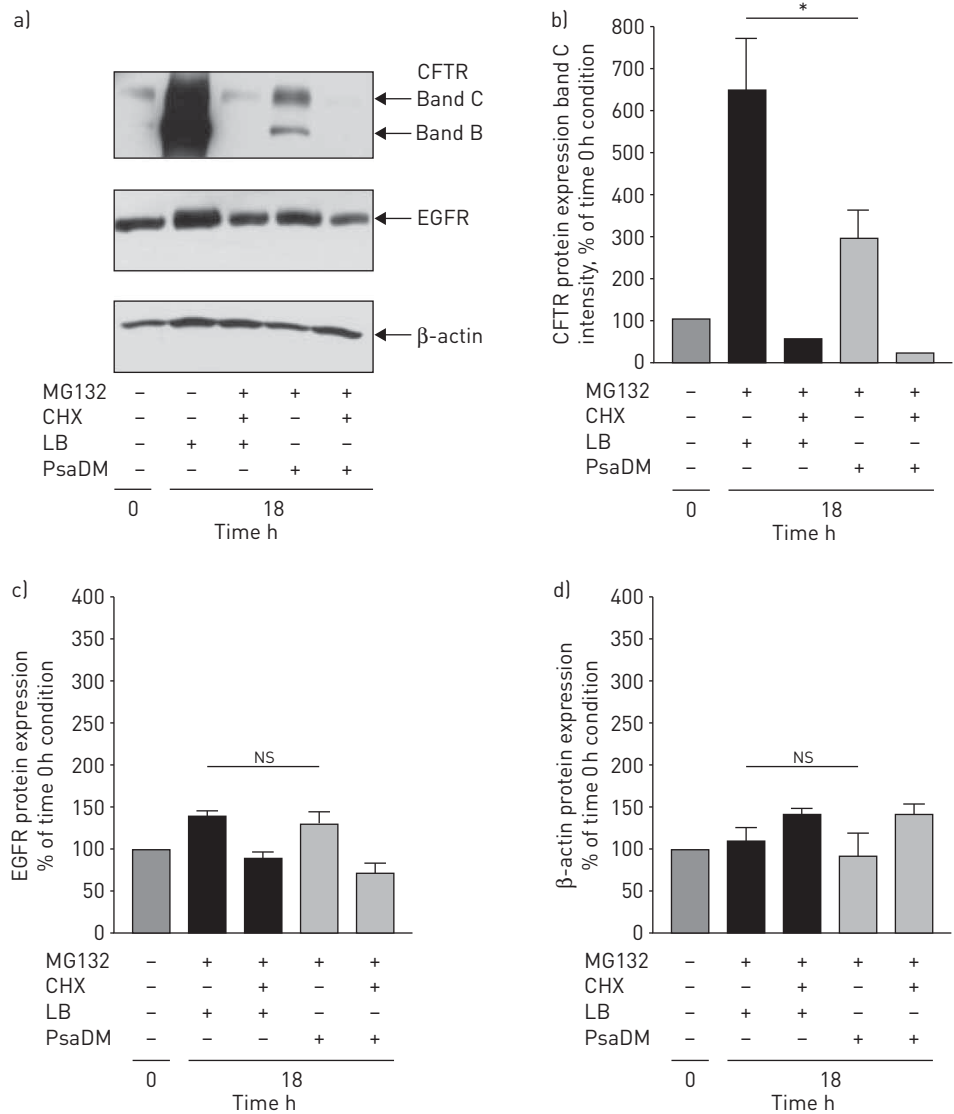 a)
CFTR
Band C
Band B
EGFR
β-actin
MG132 – – + + +
CHX – – + – +
LB – + + – –
PsaDM – – – + +
0 18
Time h
b)
CFTR protein expression band C
intensity, % of time 0h condition
800
700
600
400
300
200
100
0
*
MG132 – + + + +
CHX – – + – +
LB – + + – –
PsaDM – – – + +
0 18
Time h
c)
EGFR protein expression
% of time 0h condition
400
350
300
250
200
150
100
50
0
NS
MG132 – + + + +
CHX – – + – +
LB – + + – –
PsaDM – – – + +
0 18
Time h
d)
β-actin protein expression
% of time 0h condition
400
350
300
250
200
150
100
50
0
NS
MG132 – + + + +
CHX – – + – +
LB – + + – –
PsaDM – – – + +
0 18
Time h